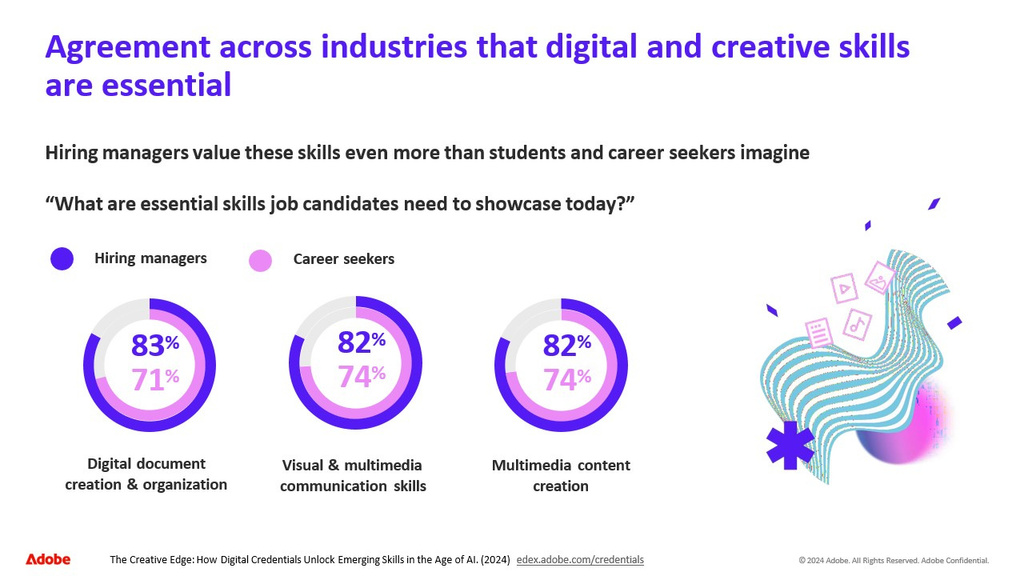 Agreement across industries that digital and creative skills
are essential
Hiring managers value these skills even more than students and career seekers imagine
“What are essential skills job candidates need to showcase today?”
Hiring managers
Career seekers
83%
71%
82%
74%
82%
74%
Digital document
creation & organization
Visual & multimedia
communication skills
Multimedia content
creation
Adobe
The Creative Edge: How Digital Credentials Unlock Emerging Skills in the Age of AI. (2024) edex.adobe.com/credentials
© 2024 Adobe. All Rights Reserved. Adobe Confidential.